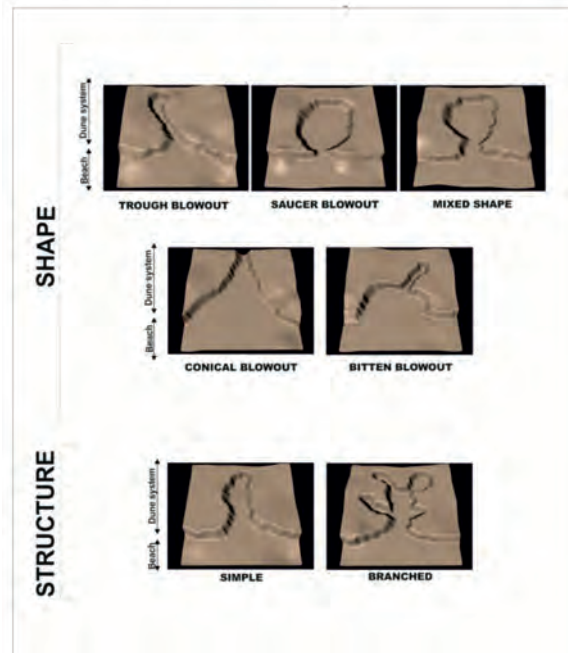 SHAPE
Dune system
Beach
TROUGH BLOWOUT
SAUCER BLOWOUT
MIXED SHAPE
Dune system
Beach
CONICAL BLOWOUT
BITTEN BLOWOUT
STRUCTURE
Dune system
Beach
SIMPLE
BRANCHED